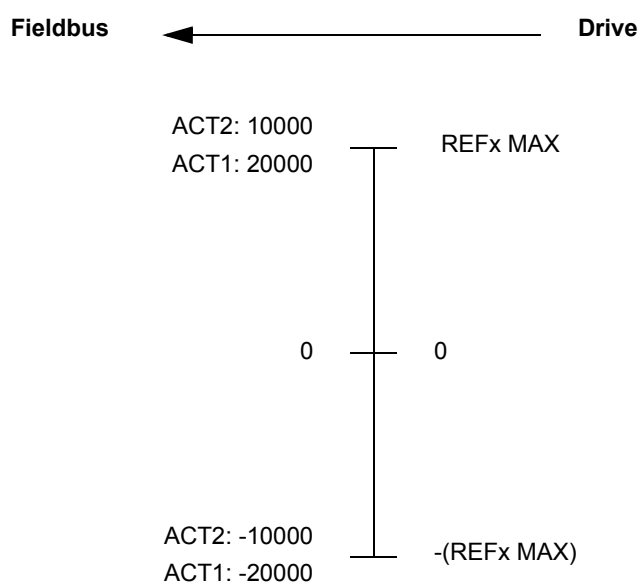 Fieldbus Drive
ACT2: 10000
REFx MAX
ACT1: 20000
0 0
ACT2: -10000
-(REFx MAX)
ACT1: -20000